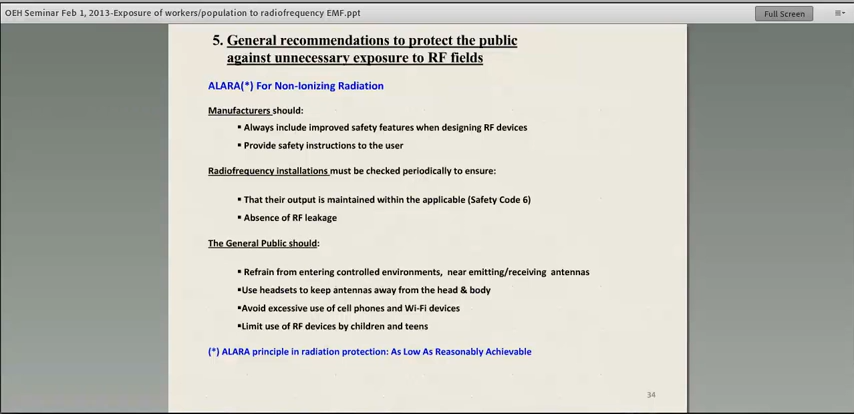 OEH Seminar Feb 1, 2013-Exposure of workers/population to radiofrequency EMF.ppt
Full Screen
5. General recommendations to protect the public
against unnecessary exposure to RF fields
ALARA(*) For Non-Ionizing Radiation
Manufacturers should:
▪ Always include improved safety features when designing RF devices
▪ Provide safety instructions to the user
Radiofrequency installations must be checked periodically to ensure:
▪ That their output is maintained within the applicable (Safety Code 6)
▪ Absence of RF leakage
The General Public should:
▪ Refrain from entering controlled environments, near emitting/receiving antennas
▪Use headsets to keep antennas away from the head & body
▪Avoid excessive use of cell phones and Wi-Fi devices
▪Limit use of RF devices by children and teens
(*) ALARA principle in radiation protection: As Low As Reasonably Achievable
34